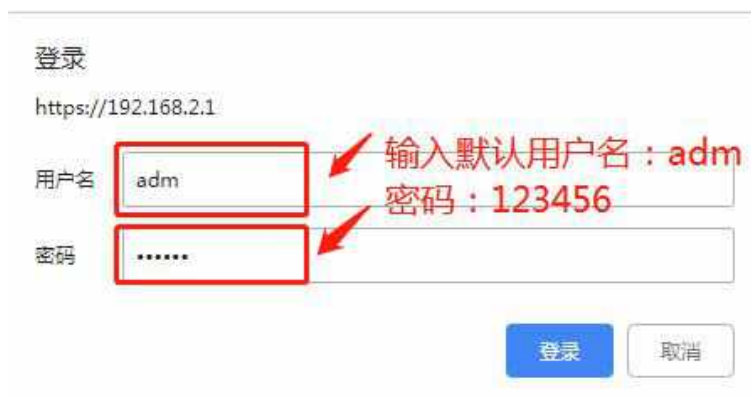 登录
https://192.168.2.1
输入默认用户名：adm
用户名 adm
密码：123456
密码 ••••••
登录 取消